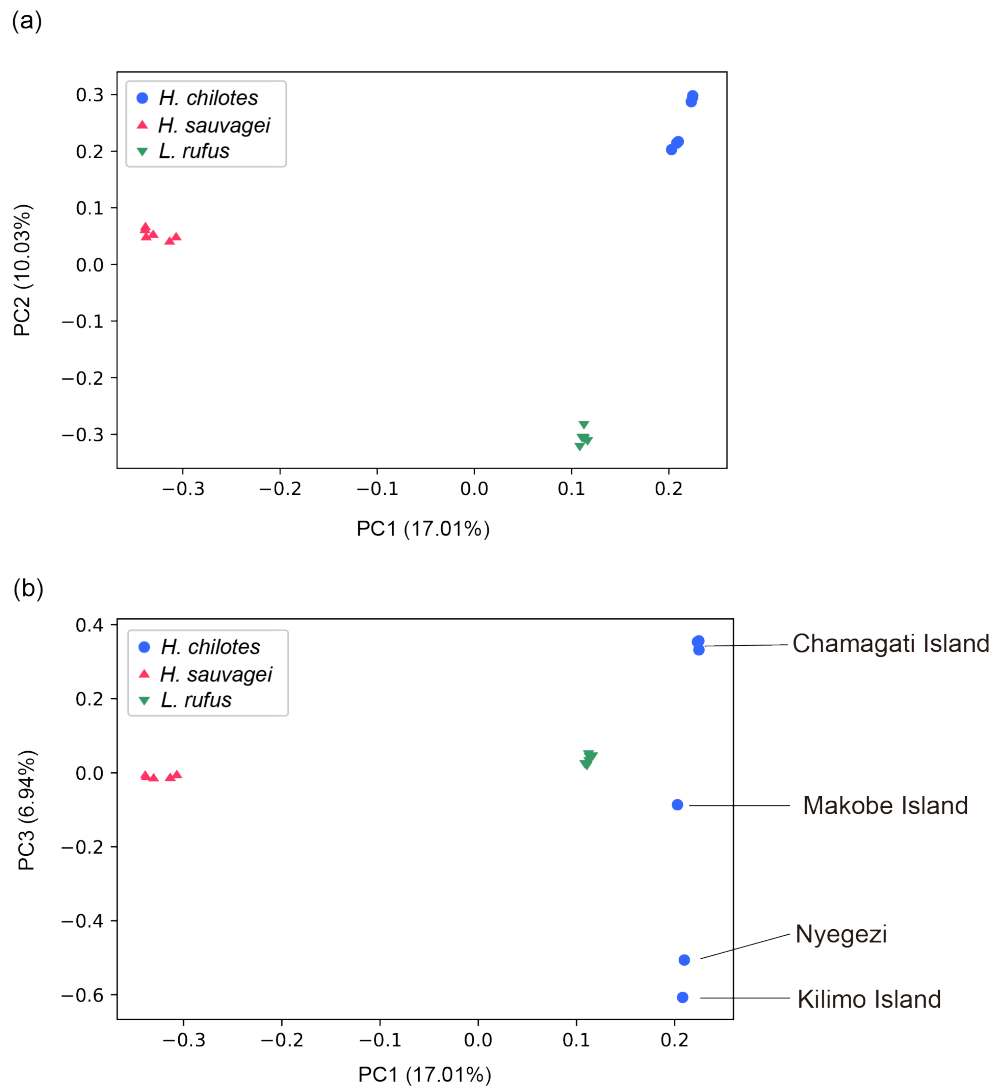 (a)
H. chilotes
H. sauvagei
L. rufus
0.3
0.2
0.1
0.0
−0.1
−0.2
−0.3
PC2 (10.03%)
−0.3 −0.2 −0.1 0.0 0.1 0.2
PC1 (17.01%)
(b)
H. chilotes
H. sauvagei
L. rufus
0.4
0.2
0.0
−0.2
−0.4
−0.6
PC3 (6.94%)
Chamagati Island
Makobe Island
Nyegezi
Kilimo Island
−0.3 −0.2 −0.1 0.0 0.1 0.2
PC1 (17.01%)